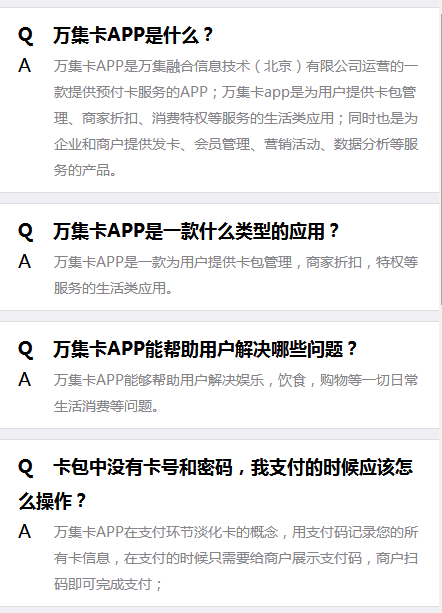 Q 万集卡APP是什么？
A 万集卡APP是万集融合信息技术（北京）有限公司运营的一
款提供预付卡服务的APP；万集卡app是为用户提供卡包管
理、商家折扣、消费特权等服务的生活类应用；同时也是为
企业和商户提供发卡、会员管理、营销活动、数据分析等服
务的产品。
Q 万集卡APP是一款什么类型的应用？
A 万集卡APP是一款为用户提供卡包管理，商家折扣，特权等
服务的生活类应用。
Q 万集卡APP能帮助用户解决哪些问题？
A 万集卡APP能够帮助用户解决娱乐，饮食，购物等一切日常
生活消费等问题。
Q 卡包中没有卡号和密码，我支付的时候应该怎
么操作？
A 万集卡APP在支付环节淡化卡的概念，用支付码记录您的所
有卡信息，在支付的时候只需要给商户展示支付码，商户扫
码即可完成支付；